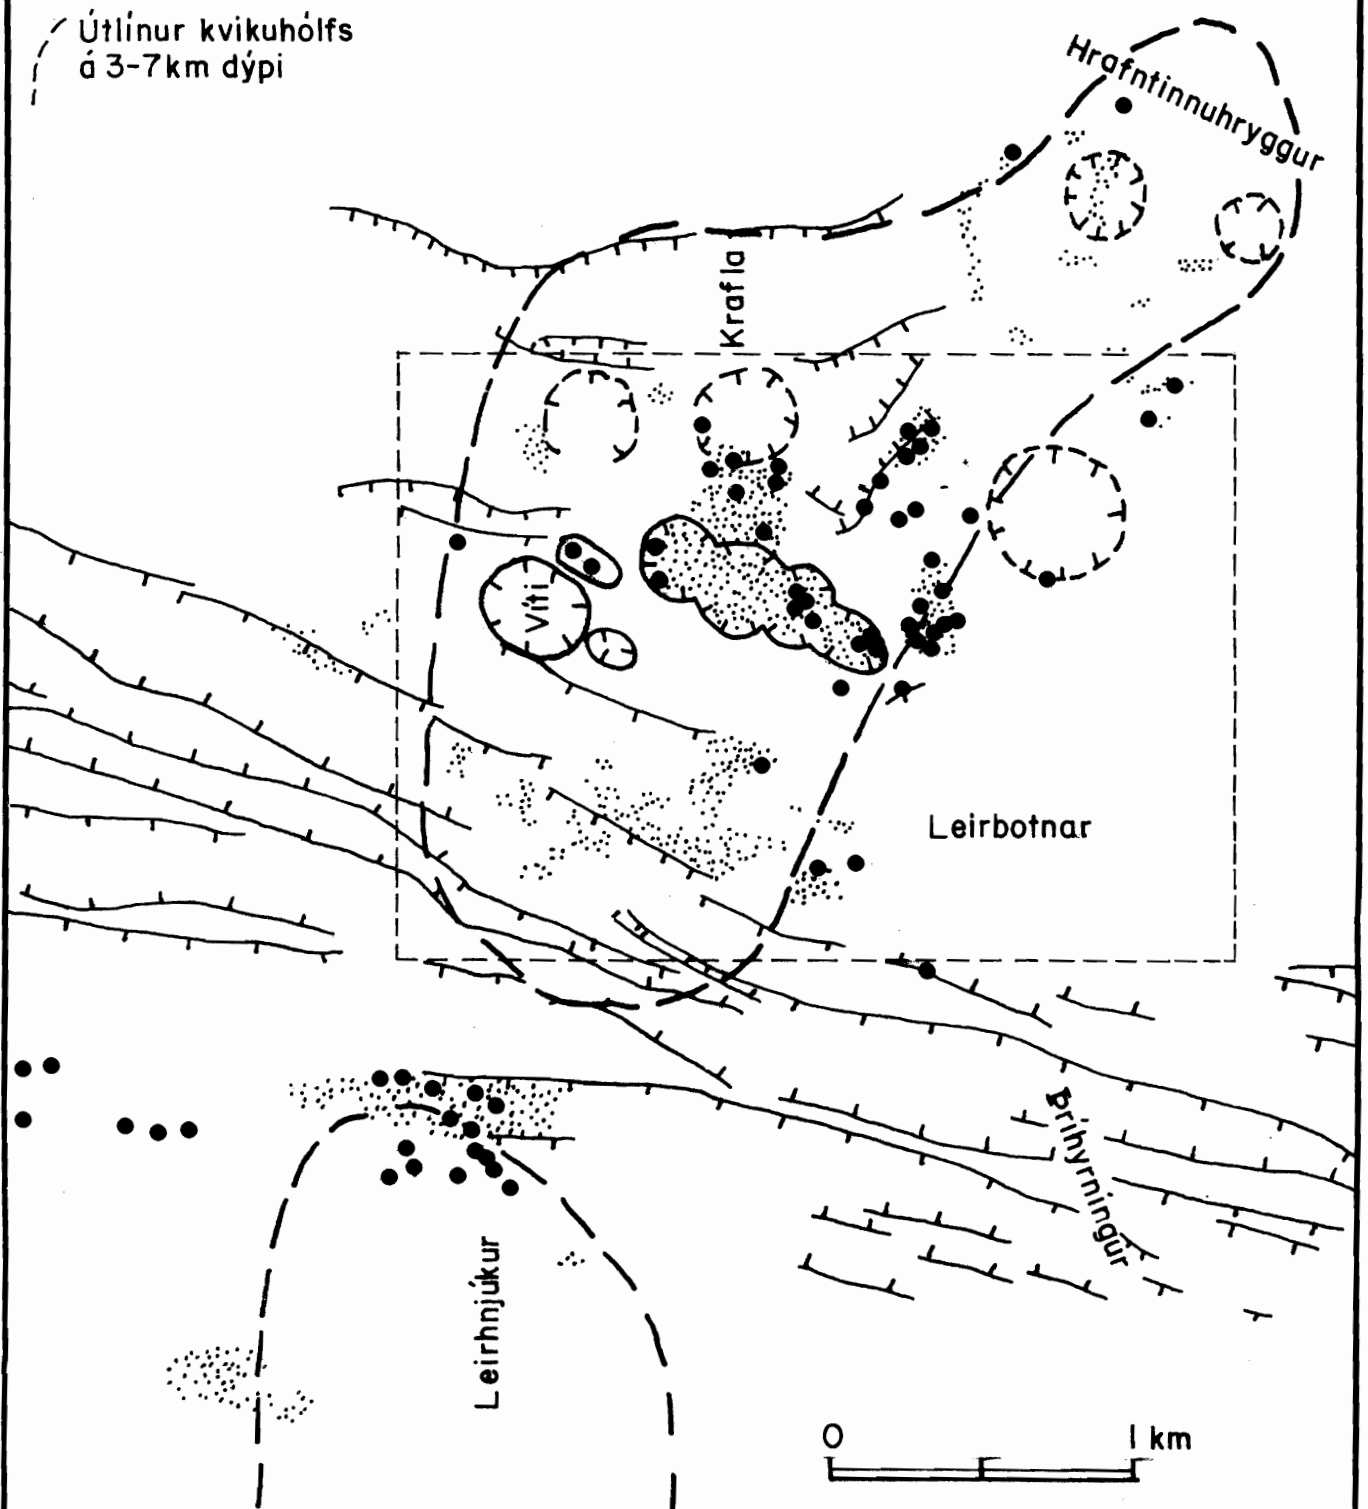 Útlínur kvikuhólfs
á 3-7km dýpi
Hrafntinnuhryggur
Krafla
Víti
Leirbotnar
Þríhyrningur
Leirhnjúkur
0 1 km